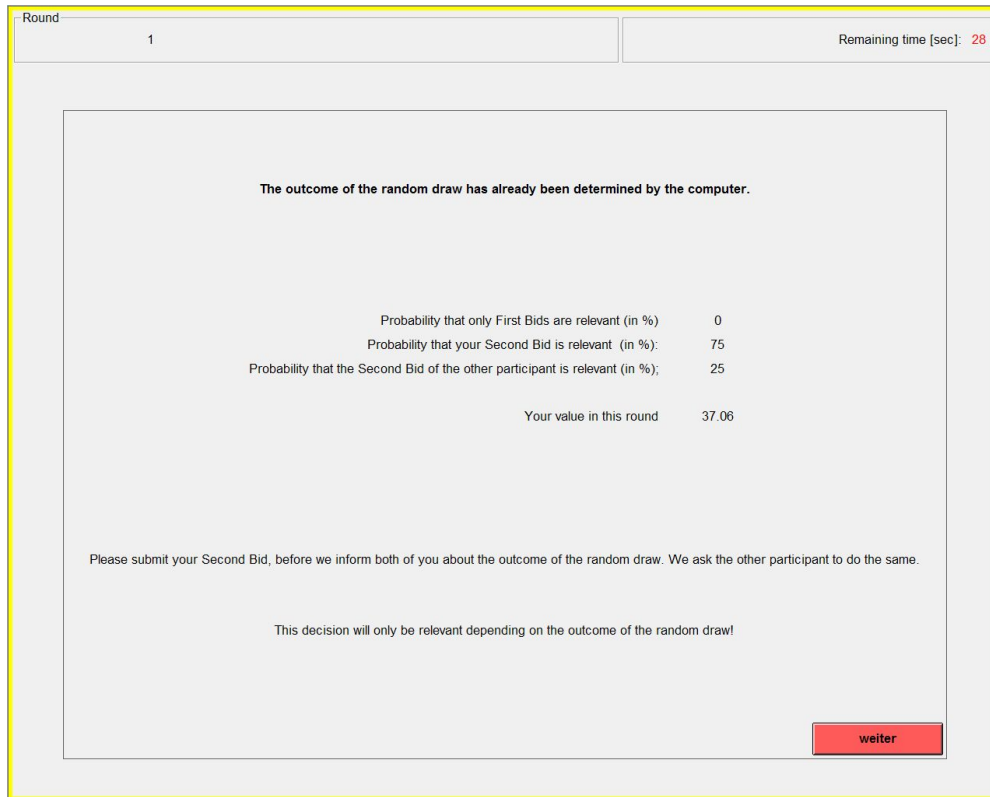 Round
1
Remaining time [sec]: 28
The outcome of the random draw has already been determined by the computer.
Probability that only First Bids are relevant (in %) 0
Probability that your Second Bid is relevant (in %): 75
Probability that the Second Bid of the other participant is relevant (in %); 25
Your value in this round 37.06
Please submit your Second Bid, before we inform both of you about the outcome of the random draw. We ask the other participant to do the same.
This decision will only be relevant depending on the outcome of the random draw!
weiter